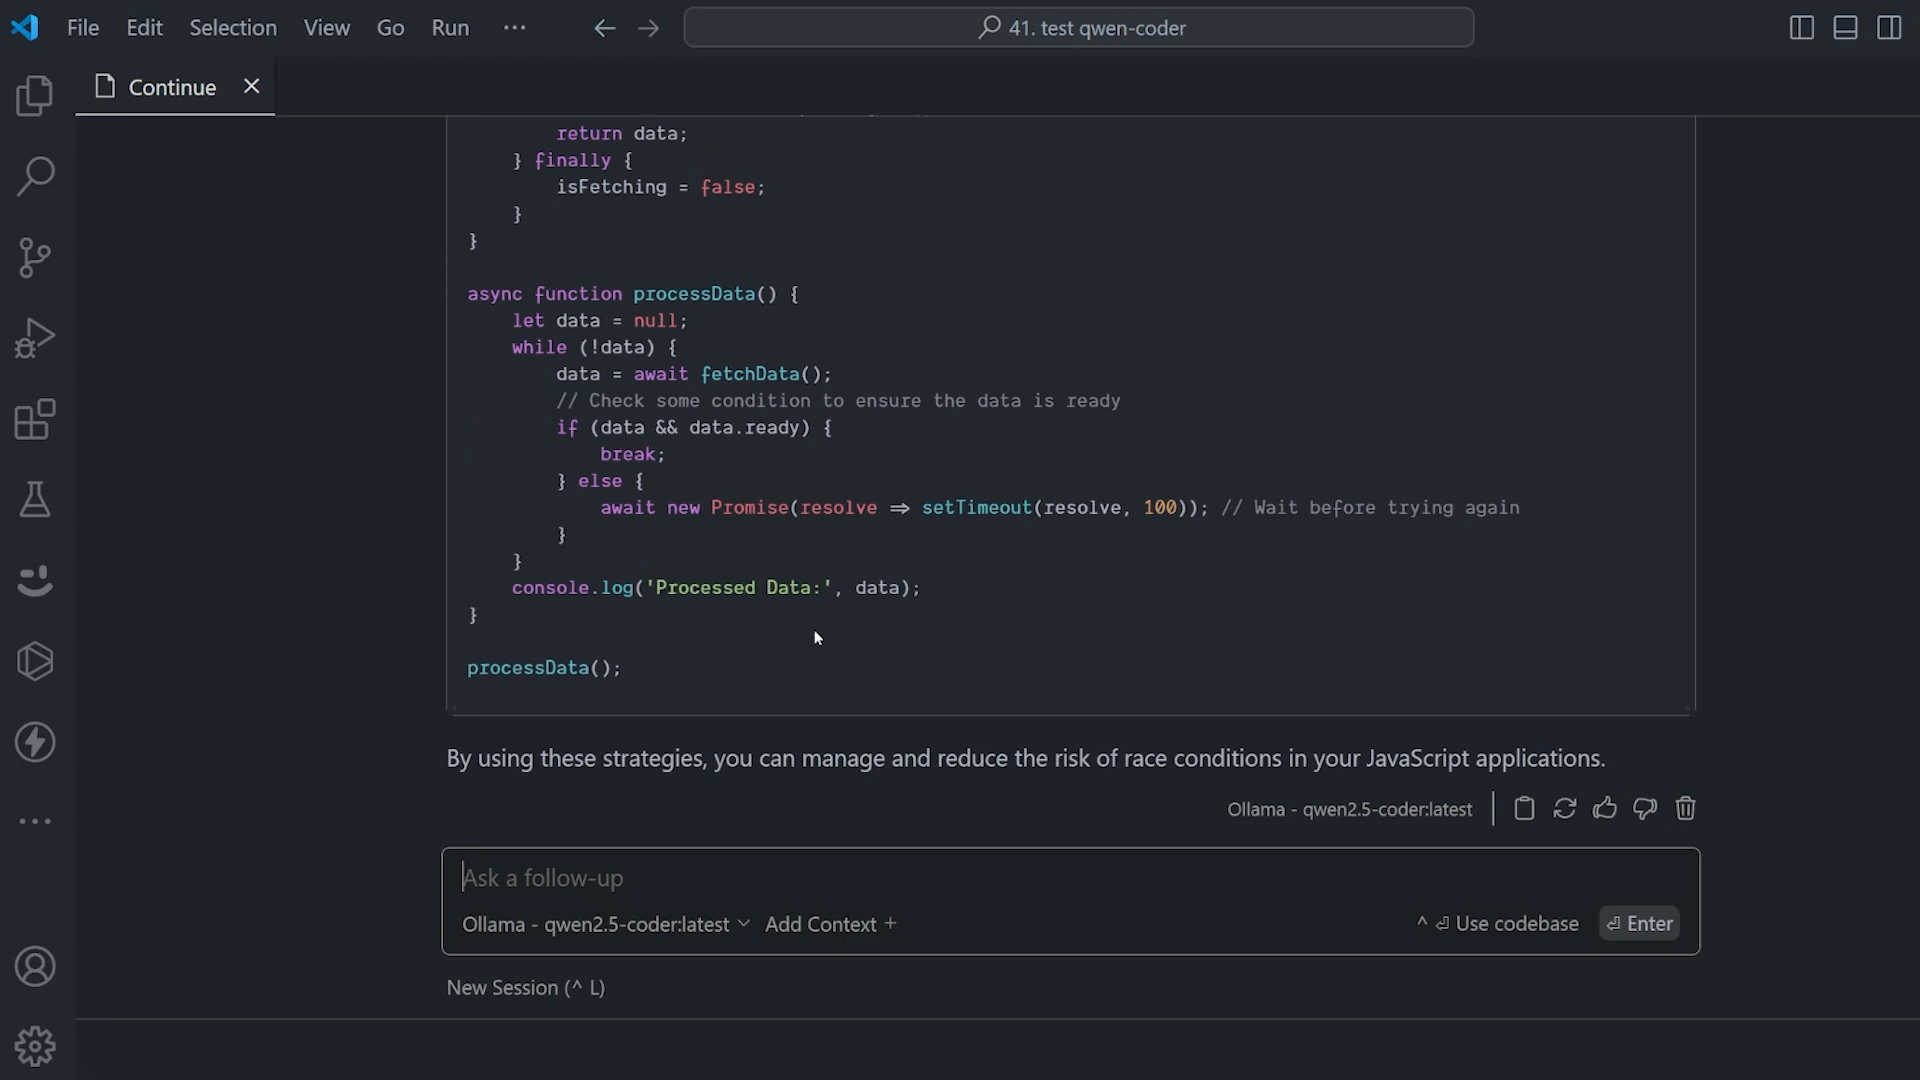 File Edit Selection View Go Run ··· ← → 41. test qwen-coder
Continue ×
return data;
} finally {
isFetching = false;
}
}
async function processData() {
let data = null;
while (!data) {
data = await fetchData();
// Check some condition to ensure the data is ready
if (data && data.ready) {
break;
} else {
await new Promise(resolve => setTimeout(resolve, 100)); // Wait before trying again
}
}
console.log('Processed Data:', data);
}
processData();
By using these strategies, you can manage and reduce the risk of race conditions in your JavaScript applications.
Ollama - qwen2.5-coder:latest
Ask a follow-up
Ollama - qwen2.5-coder:latest Add Context + ^ ⏎ Use codebase ⏎ Enter
New Session (^ L)